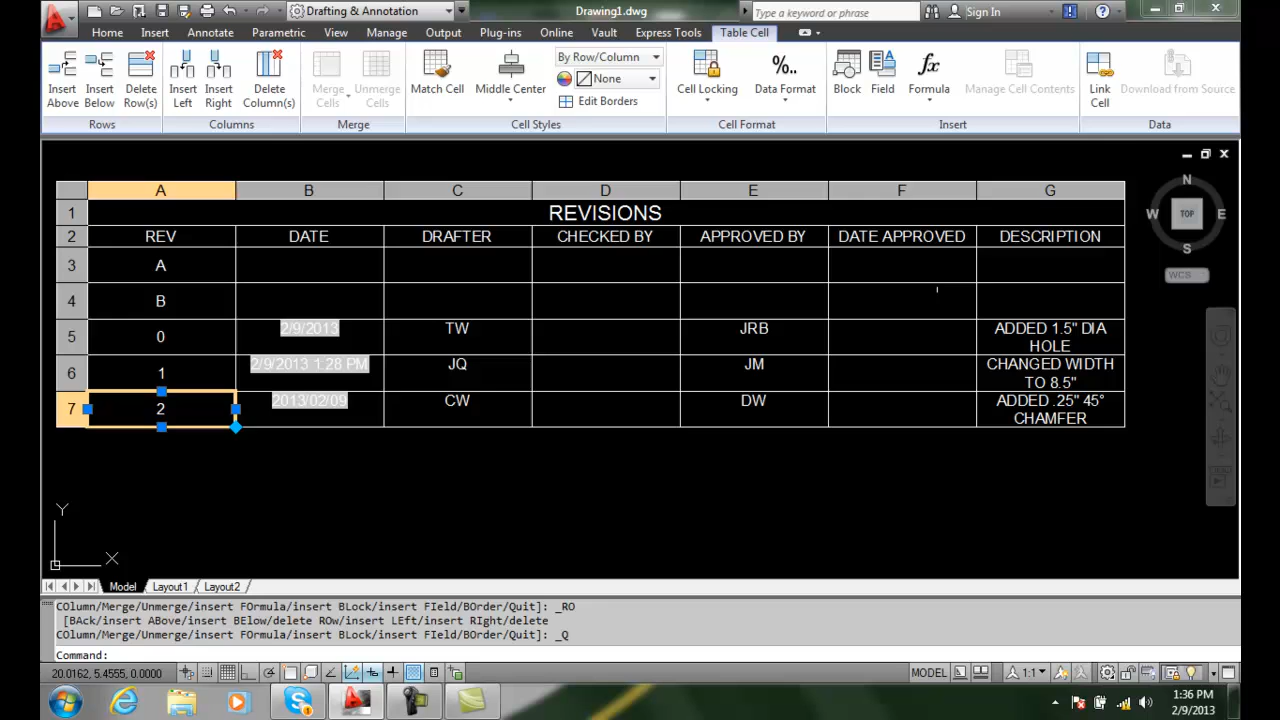 Drafting & Annotation
Drawing1.dwg
Type a keyword or phrase
Sign In
Home Insert Annotate Parametric View Manage Output Plug-ins Online Vault Express Tools Table Cell
Insert Above
Insert Below
Delete Row(s)
Insert Left
Insert Right
Delete Column(s)
Merge Cells
Unmerge Cells
Match Cell
Middle Center
By Row/Column
None
Edit Borders
Cell Locking
%..
Data Format
Block
Field
fx
Formula
Manage Cell Contents
Link Cell
Download from Source
Rows Columns Merge Cell Styles Cell Format Insert Data
A B C D E F G
1 REVISIONS
2 REV DATE DRAFTER CHECKED BY APPROVED BY DATE APPROVED DESCRIPTION
3 A
4 B
5 0 2/9/2013 TW JRB ADDED 1.5" DIA HOLE
6 1 2/9/2013 1:28 PM JQ JM CHANGED WIDTH TO 8.5"
7 2 2013/02/09 CW DW ADDED .25" 45° CHAMFER
N
W TOP E
S
WCS
Y
X
Model Layout1 Layout2
COlumn/Merge/Unmerge/insert FOrmula/insert BLock/insert FIeld/BOrder/Quit]: _RO
[BAck/insert ABove/insert BElow/delete ROw/insert LEft/insert RIght/delete
COlumn/Merge/Unmerge/insert FOrmula/insert BLock/insert FIeld/BOrder/Quit]: _Q
Command:
20.0162, 5.4555, 0.0000
MODEL
1:1
1:36 PM
2/9/2013